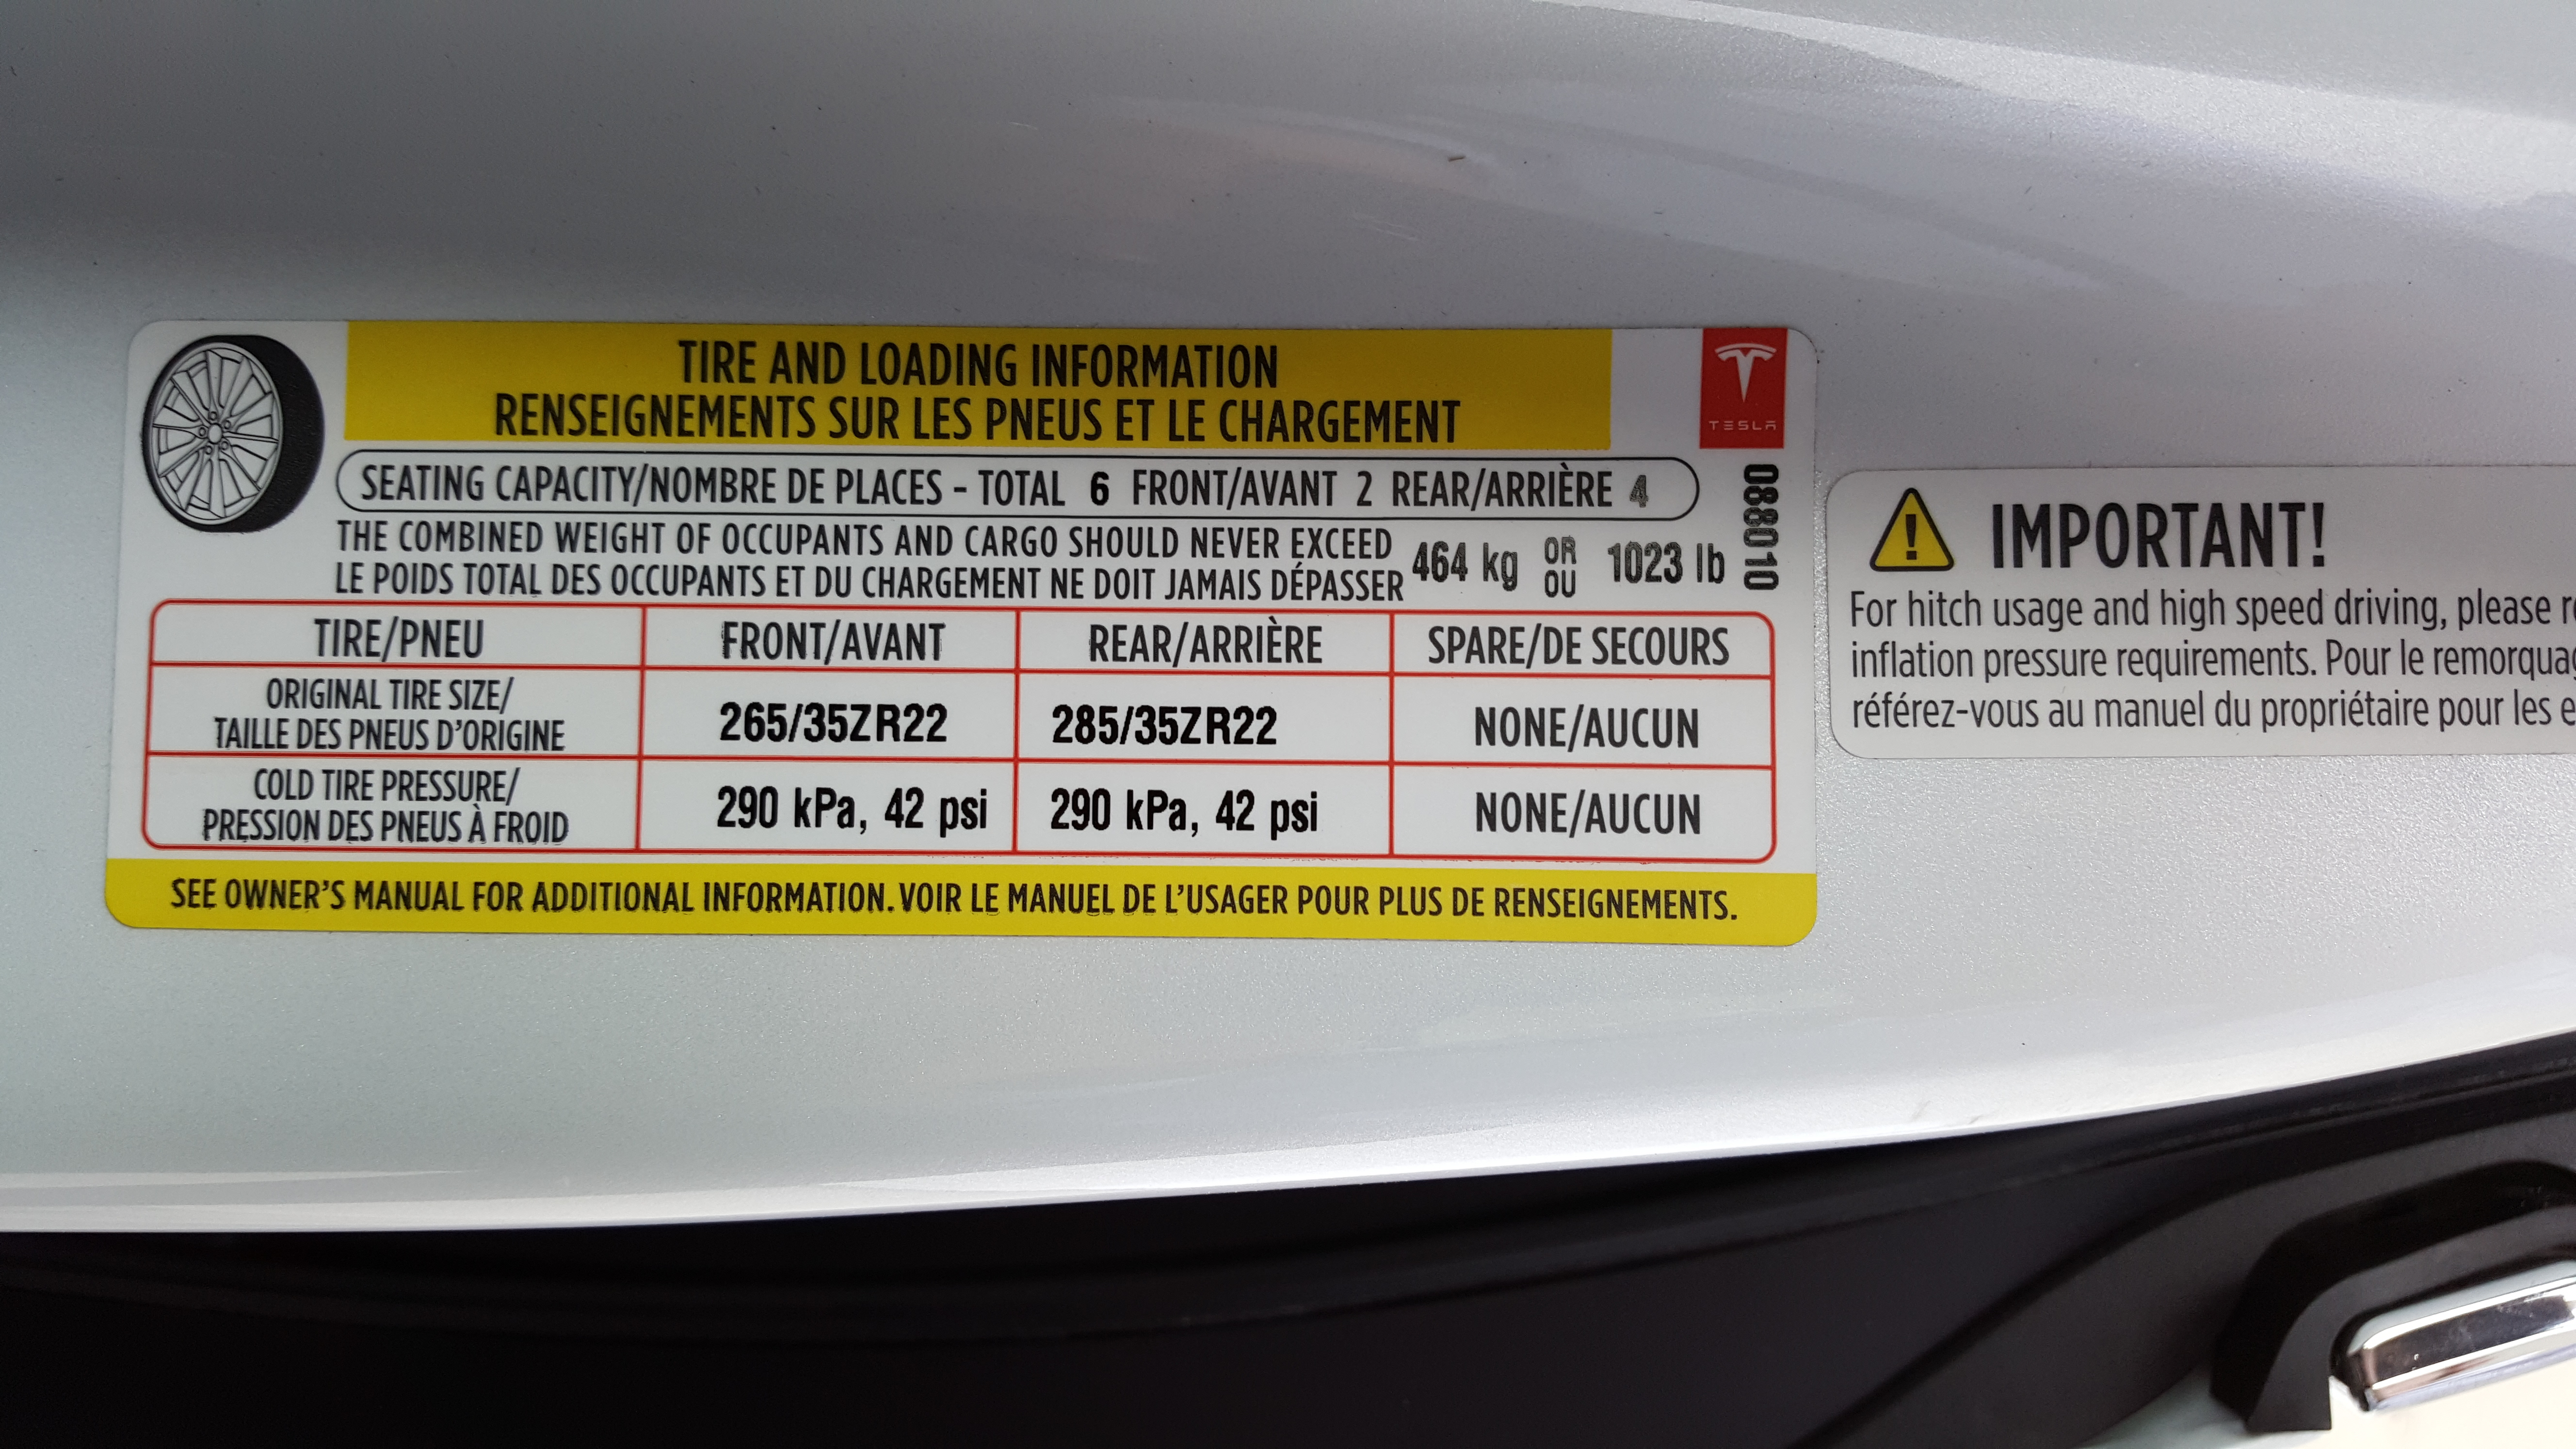 TIRE AND LOADING INFORMATION
RENSEIGNEMENTS SUR LES PNEUS ET LE CHARGEMENT
TESLA
SEATING CAPACITY/NOMBRE DE PLACES - TOTAL 6 FRONT/AVANT 2 REAR/ARRIÈRE 4
THE COMBINED WEIGHT OF OCCUPANTS AND CARGO SHOULD NEVER EXCEED
LE POIDS TOTAL DES OCCUPANTS ET DU CHARGEMENT NE DOIT JAMAIS DÉPASSER
464 kg OR OU 1023 lb
088010
TIRE/PNEU FRONT/AVANT REAR/ARRIÈRE SPARE/DE SECOURS
ORIGINAL TIRE SIZE/
TAILLE DES PNEUS D'ORIGINE
265/35ZR22 285/35ZR22 NONE/AUCUN
COLD TIRE PRESSURE/
PRESSION DES PNEUS À FROID
290 kPa, 42 psi 290 kPa, 42 psi NONE/AUCUN
SEE OWNER'S MANUAL FOR ADDITIONAL INFORMATION. VOIR LE MANUEL DE L'USAGER POUR PLUS DE RENSEIGNEMENTS.
IMPORTANT!
For hitch usage and high speed driving, please
inflation pressure requirements. Pour le
référez-vous au manuel du propriétaire pour les